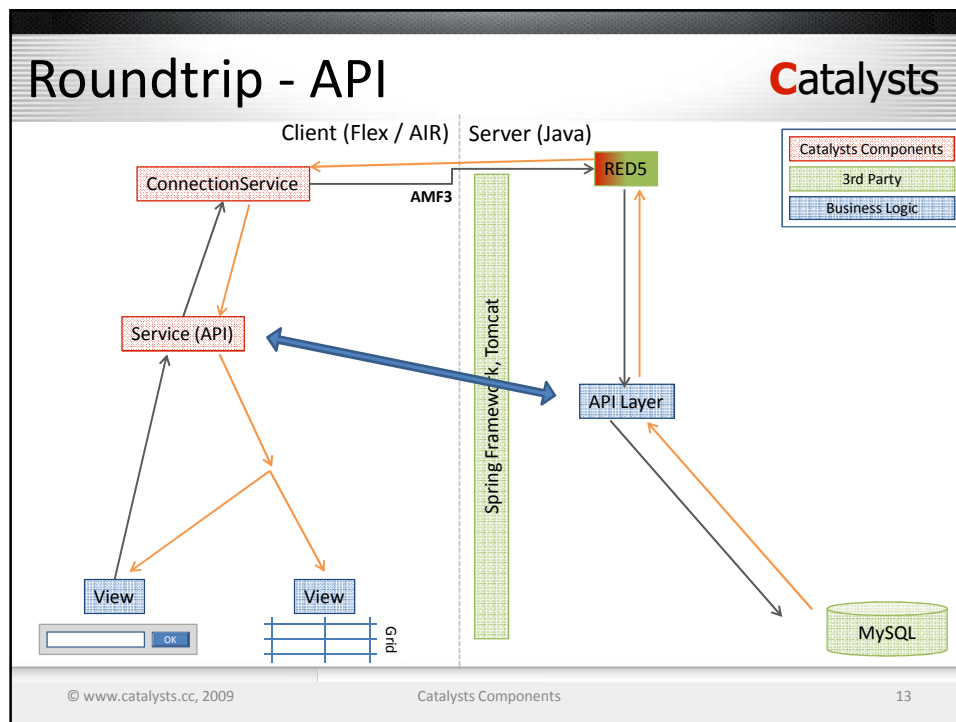 Roundtrip - API
Catalysts
Client (Flex / AIR)
Server (Java)
Catalysts Components
3rd Party
Business Logic
ConnectionService
AMF3
RED5
Service (API)
Spring Framework, Tomcat
API Layer
View
View
OK
Grid
MySQL
© www.catalysts.cc, 2009
Catalysts Components
13